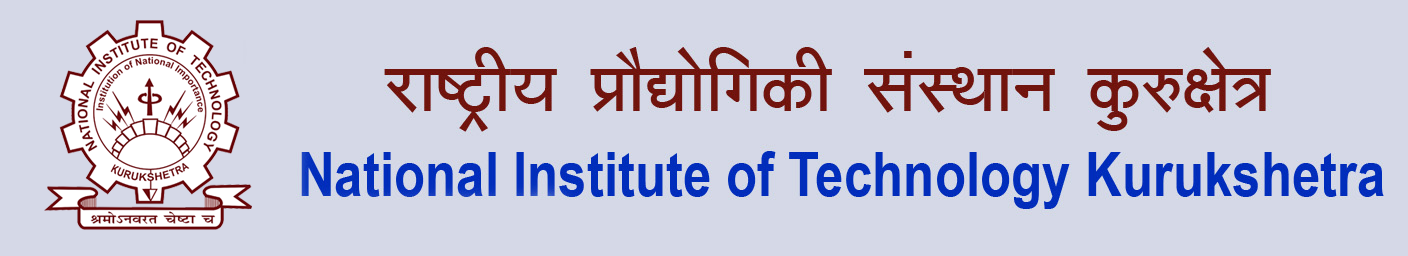 NATIONAL INSTITUTE OF TECHNOLOGY
Institution of National Importance
KURUKSHETRA
श्रमोऽनवरत चेष्टा च
राष्ट्रीय प्रौद्योगिकी संस्थान कुरुक्षेत्र
National Institute of Technology Kurukshetra